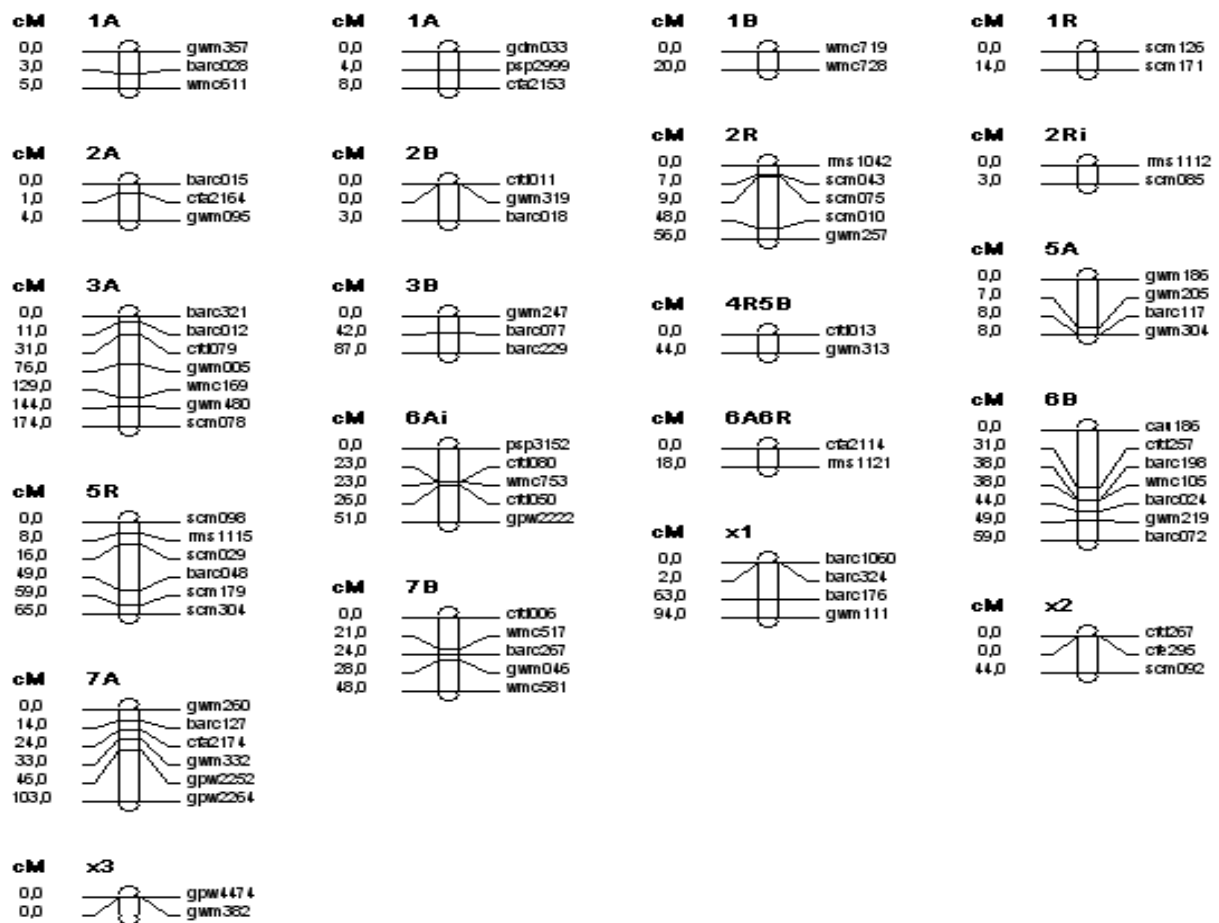 cM 1A
0,0 gwm357
3,0 barc028
5,0 wmc611
cM 2A
0,0 barc015
1,0 cfa2164
4,0 gwm095
cM 3A
0,0 barc321
11,0 barc012
31,0 cfd079
76,0 gwm005
129,0 wmc169
144,0 gwm480
174,0 scm078
cM 5R
0,0 scm098
8,0 rms1115
16,0 scm029
49,0 barc048
59,0 scm179
65,0 scm304
cM 7A
0,0 gwm260
14,0 barc127
24,0 cfa2174
33,0 gwm332
46,0 gpw2252
103,0 gpw2264
cM x3
0,0 gpw4474
0,0 gwm382
cM 1A
0,0 gdm033
4,0 psp2999
8,0 cfa2153
cM 2B
0,0 cfd011
0,0 gwm319
3,0 barc018
cM 3B
0,0 gwm247
42,0 barc077
87,0 barc229
cM 6Ai
0,0 psp3152
23,0 cfd080
23,0 wmc753
26,0 cfd050
51,0 gpw2222
cM 7B
0,0 cfd006
21,0 wmc517
24,0 barc267
28,0 gwm046
48,0 wmc581
cM 1B
0,0 wmc719
20,0 wmc728
cM 2R
0,0 rms1042
7,0 scm043
9,0 scm075
48,0 scm010
56,0 gwm257
cM 4R5B
0,0 cfd013
44,0 gwm313
cM 6A6R
0,0 cfa2114
18,0 rms1121
cM x1
0,0 barc1060
2,0 barc324
63,0 barc176
94,0 gwm111
cM 1R
0,0 scm126
14,0 scm171
cM 2Ri
0,0 rms1112
3,0 scm085
cM 5A
0,0 gwm186
7,0 gwm205
8,0 barc117
8,0 gwm304
cM 6B
0,0 cau186
31,0 cftt257
38,0 barc198
38,0 wmc105
44,0 barc024
49,0 gwm219
59,0 barc072
cM x2
0,0 cftt267
0,0 cfe295
44,0 scm092